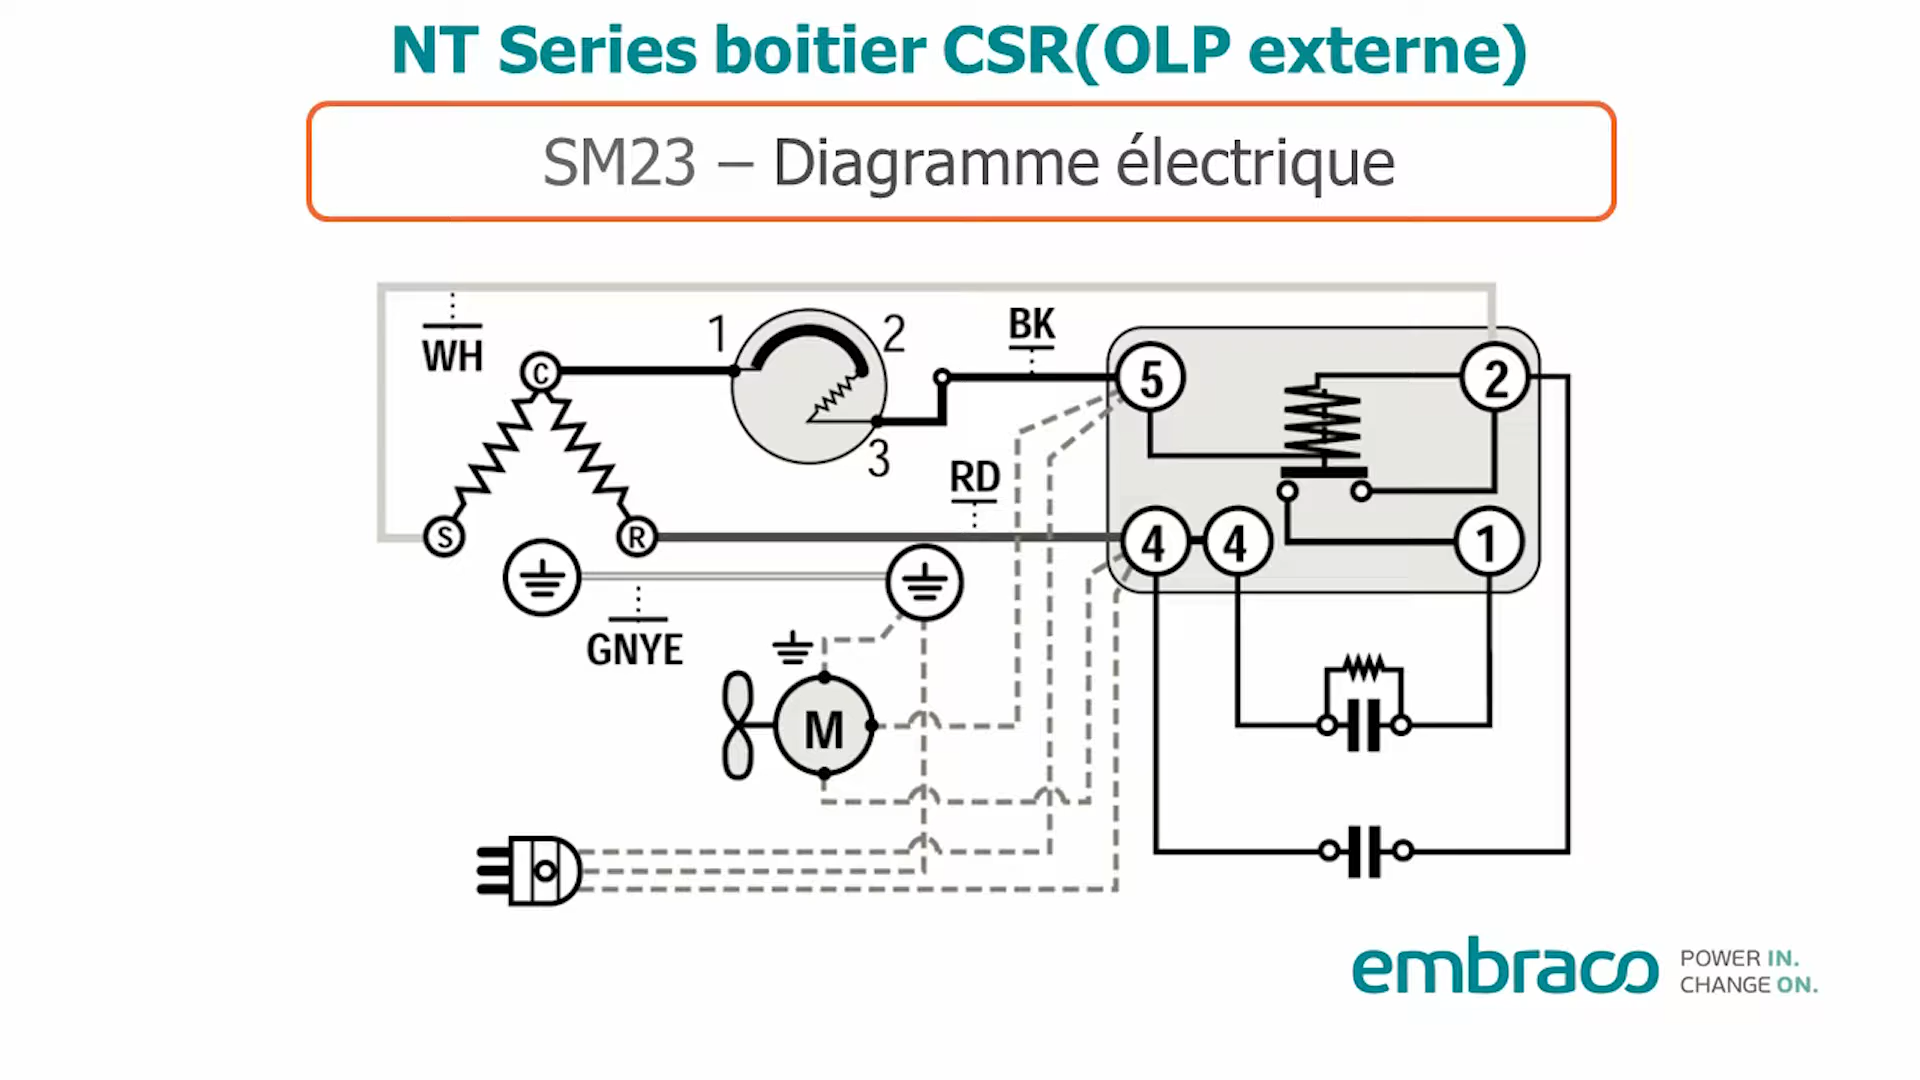 NT Series boitier CSR(OLP externe)
SM23 – Diagramme électrique
WH
1
2
3
BK
C
S
R
RD
5
2
4
4
1
GNYE
M
embraco
POWER IN.
CHANGE ON.